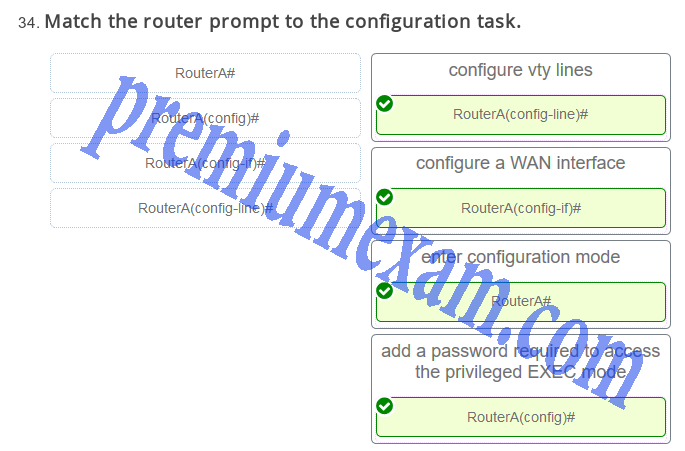 34. Match the router prompt to the configuration task.
RouterA#
RouterA(config)#
RouterA(config-if)#
RouterA(config-line)#
configure vty lines
RouterA(config-line)#
configure a WAN interface
RouterA(config-if)#
enter configuration mode
RouterA#
add a password required to access
the privileged EXEC mode
RouterA(config)#
premiumexam.com